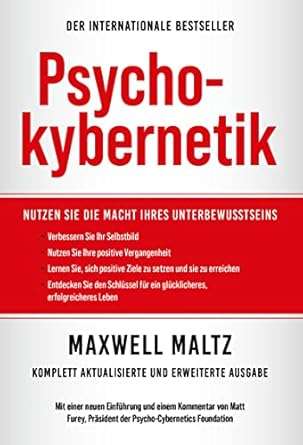 DER INTERNATIONALE BESTSELLER
Psycho-
kybernetik
NUTZEN SIE DIE MACHT IHRES UNTERBEWUSSTSEINS
· Verbessern Sie Ihr Selbstbild
· Nutzen Sie Ihre positive Vergangenheit
· Lernen Sie, sich positive Ziele zu setzen und sie zu erreichen
· Entdecken Sie den Schlüssel für ein glücklicheres,
erfolgreicheres Leben
MAXWELL MALTZ
KOMPLETT AKTUALISIERTE UND ERWEITERTE AUSGABE
Mit einer neuen Einführung und einem Kommentar von Matt
Furey, Präsident der Psycho-Cybernetics Foundation